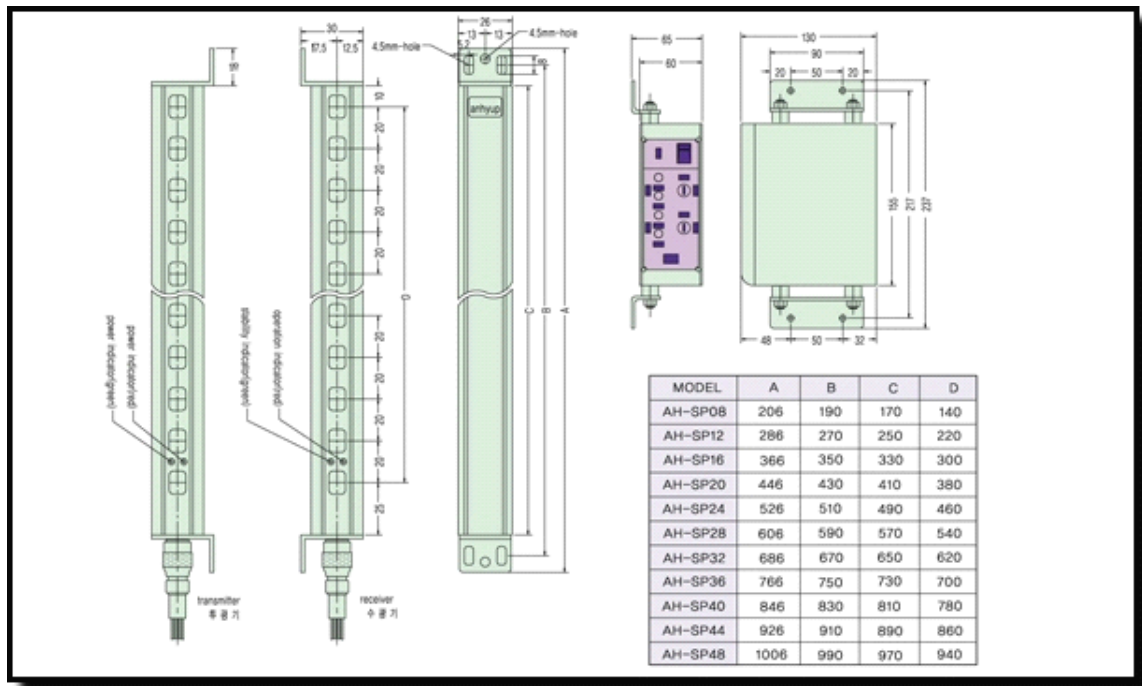 30
17.5 12.5
18
10
20
20
20
20
D
20
20
20
20
25
power indicator(green)
power indicator(red)
stability indicator(green)
operation indicator(red)
transmitter
투 광 기
receiver
수 광 기
26
13 13
4.5mm-hole
4.5mm-hole
5.2
8
anhyup
C
B
A
65
60
130
90
20 50 20
155
217
237
48 50 32
MODEL A B C D
AH-SP08 206 190 170 140
AH-SP12 286 270 250 220
AH-SP16 366 350 330 300
AH-SP20 446 430 410 380
AH-SP24 526 510 490 460
AH-SP28 606 590 570 540
AH-SP32 686 670 650 620
AH-SP36 766 750 730 700
AH-SP40 846 830 810 780
AH-SP44 926 910 890 860
AH-SP48 1006 990 970 940